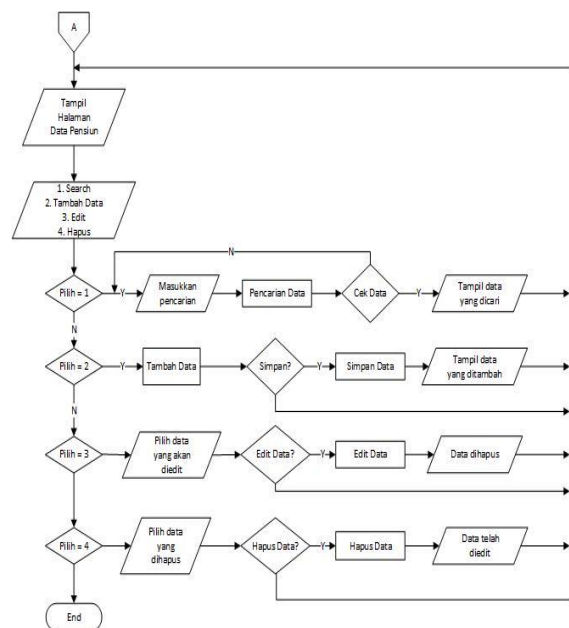 A
Tampil
Halaman
Data Pensiun
1. Search
2. Tambah Data
3. Edit
4. Hapus
N
Pilih = 1
Y
Masukkan
pencarian
Pencarian Data
Cek Data
Y
Tampil data
yang dicari
N
Pilih = 2
Y
Tambah Data
Simpan?
Y
Simpan Data
Tampil data
yang ditambah
N
Pilih = 3
Pilih data
yang akan
diedit
Edit Data?
Y
Edit Data
Data dihapus
Pilih = 4
Pilih data
yang
dihapus
Hapus Data?
Y
Hapus Data
Data telah
diedit
End